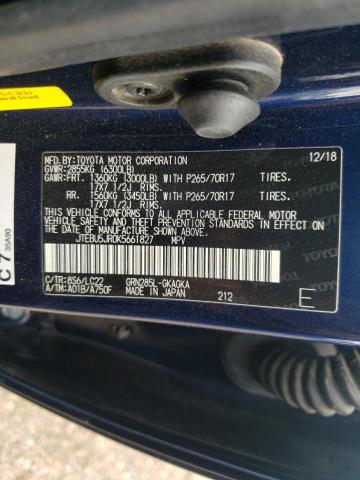 MFD.BY:TOYOTA MOTOR CORPORATION 12/18
GVWR: 2855KG (6300LB)
GAWR:FRT. 1360KG (3000LB) WITH P265/70R17 TIRES.
17X7 1/2J RIMS.
RR. 1560KG (3450LB) WITH P265/70R17 TIRES.
17X7 1/2J RIMS.
THIS VEHICLE CONFORMS TO ALL APPLICABLE FEDERAL MOTOR
VEHICLE SAFETY AND BUMPER STANDARDS IN EFFECT ON THE
DATE OF MANUFACTURE SHOWN ABOVE.
JTEBU5JR0K5661827 MPV
C/TR:8S6/LC22 GRN285L-GKAGKA
A/TM:A01B/A750F MADE IN JAPAN 212 E
C 7 35A90